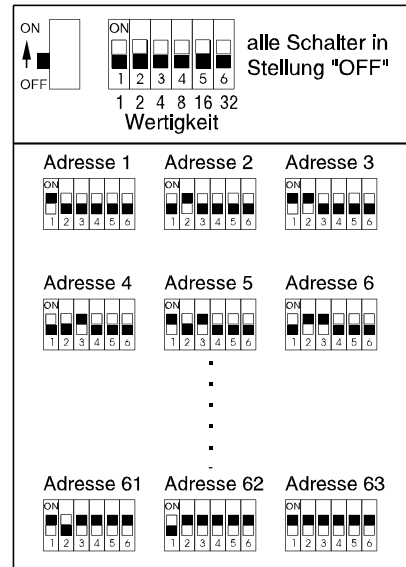 ON
OFF
ON
1 2 3 4 5 6
1 2 4 8 16 32
Wertigkeit
alle Schalter in
Stellung "OFF"
Adresse 1 Adresse 2 Adresse 3
ON ON ON
1 2 3 4 5 6 1 2 3 4 5 6 1 2 3 4 5 6
Adresse 4 Adresse 5 Adresse 6
ON ON ON
1 2 3 4 5 6 1 2 3 4 5 6 1 2 3 4 5 6
Adresse 61 Adresse 62 Adresse 63
ON ON ON
1 2 3 4 5 6 1 2 3 4 5 6 1 2 3 4 5 6